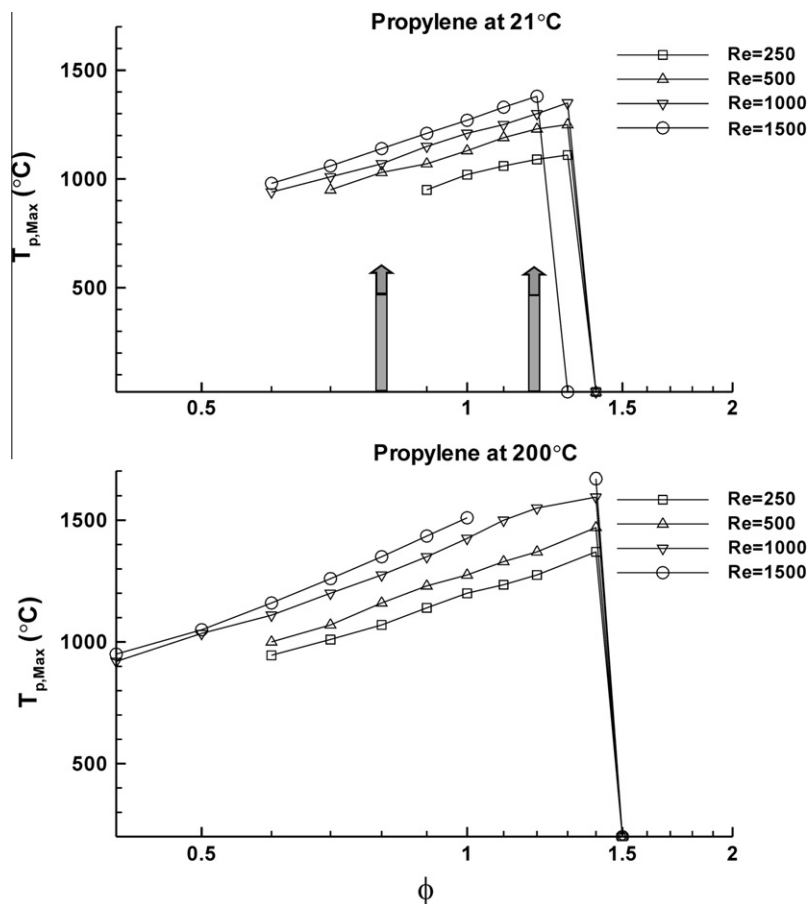 Propylene at 21°C
T_p,Max (°C)
1500
1000
500
0.5
1
1.5
2
Re=250
Re=500
Re=1000
Re=1500
Propylene at 200°C
T_p,Max (°C)
1500
1000
500
0.5
1
1.5
2
Re=250
Re=500
Re=1000
Re=1500
ϕ